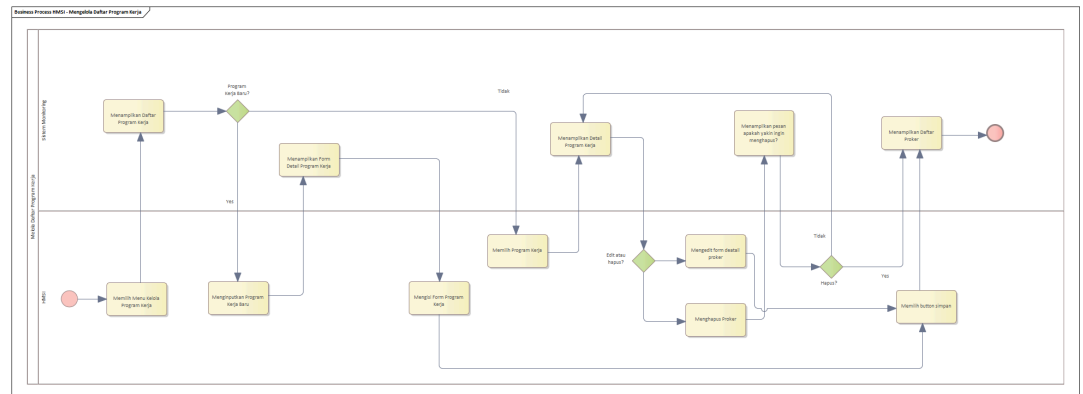 Business Process HMSI - Mengelola Daftar Program Kerja
Melola Daftar Program Kerja
Sistem Monitoring
HMSI
Menampilkan Daftar
Program Kerja
Program
Kerja Baru?
Tidak
Yes
Menampilkan Form
Detail Program Kerja
Menampilkan Detail
Program Kerja
Menampilkan pesan
apakah yakin ingin
menghapus?
Menampilkan Daftar
Proker
Memilih Menu Kelola
Program Kerja
Menginputkan Program
Kerja Baru
Mengisi Form Program
Kerja
Memilih Program Kerja
Edit atau
hapus?
Mengedit form deatail
proker
Menghapus Proker
Tidak
Hapus?
Yes
Memilih button simpan